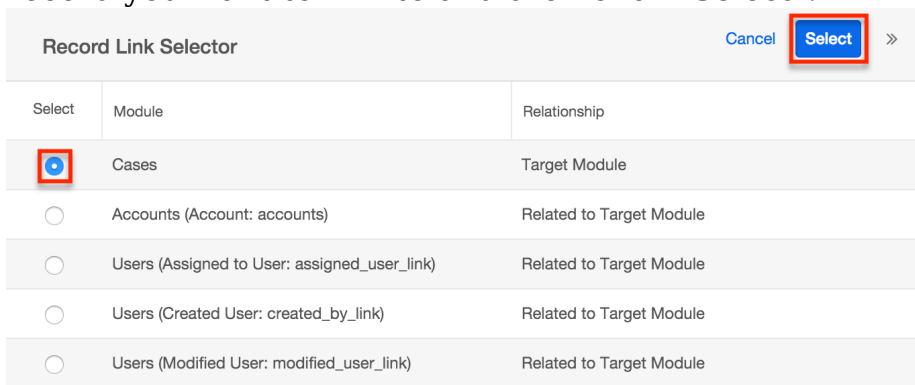 Record Link Selector
Cancel Select »
Select Module Relationship
Cases Target Module
Accounts (Account: accounts) Related to Target Module
Users (Assigned to User: assigned_user_link) Related to Target Module
Users (Created User: created_by_link) Related to Target Module
Users (Modified User: modified_user_link) Related to Target Module